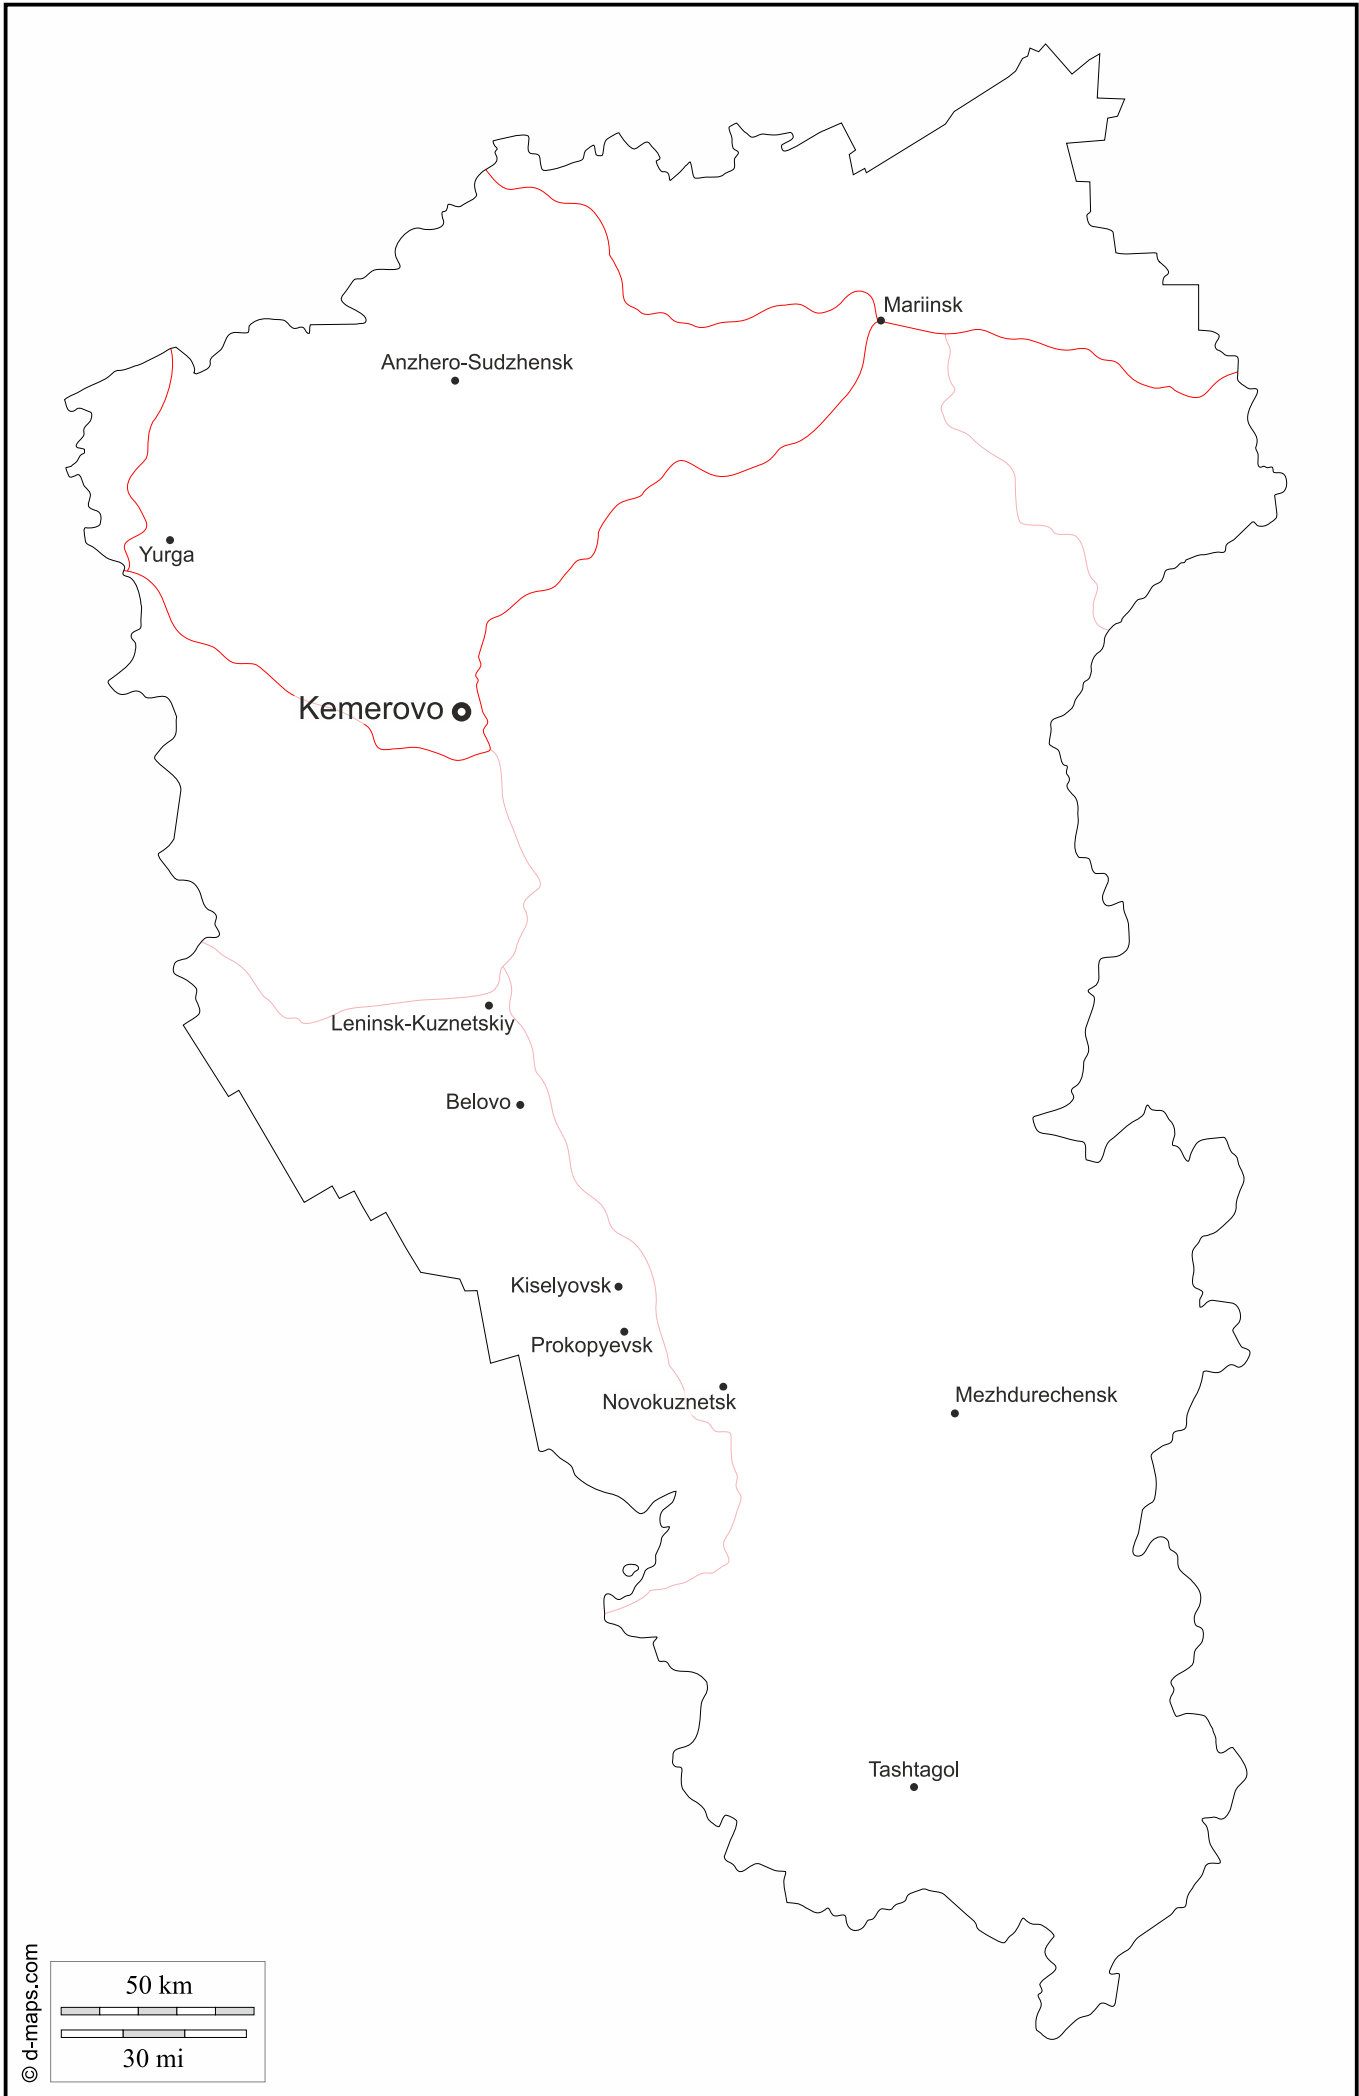 Mariinsk
Anzhero-Sudzhensk
Yurga
Kemerovo
Leninsk-Kuznetskiy
Belovo
Kiselyovsk
Prokopyevsk
Novokuznetsk
Mezhdurechensk
Tashtagol
© d-maps.com
50 km
30 mi